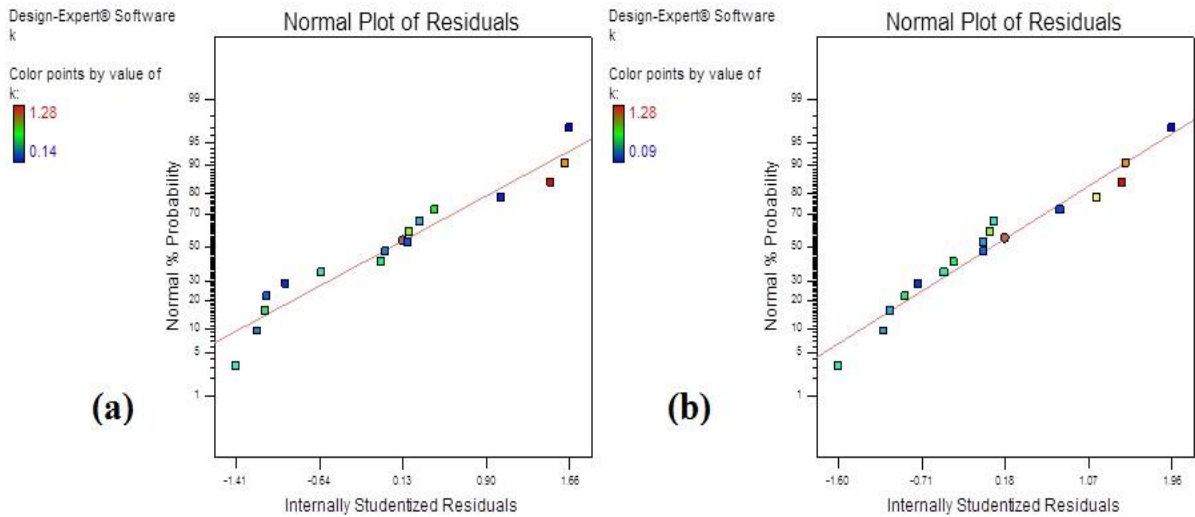 Design-Expert® Software
k
Color points by value of
k:
1.28
0.14
Normal Plot of Residuals
Normal % Probability
99
95
90
80
70
50
30
20
10
5
1
-1.41
-0.64
0.13
0.90
1.66
Internally Studentized Residuals
(a)
Design-Expert® Software
k
Color points by value of
k:
1.28
0.09
Normal Plot of Residuals
Normal % Probability
99
95
90
80
70
50
30
20
10
5
1
-1.60
-0.71
0.18
1.07
1.96
Internally Studentized Residuals
(b)